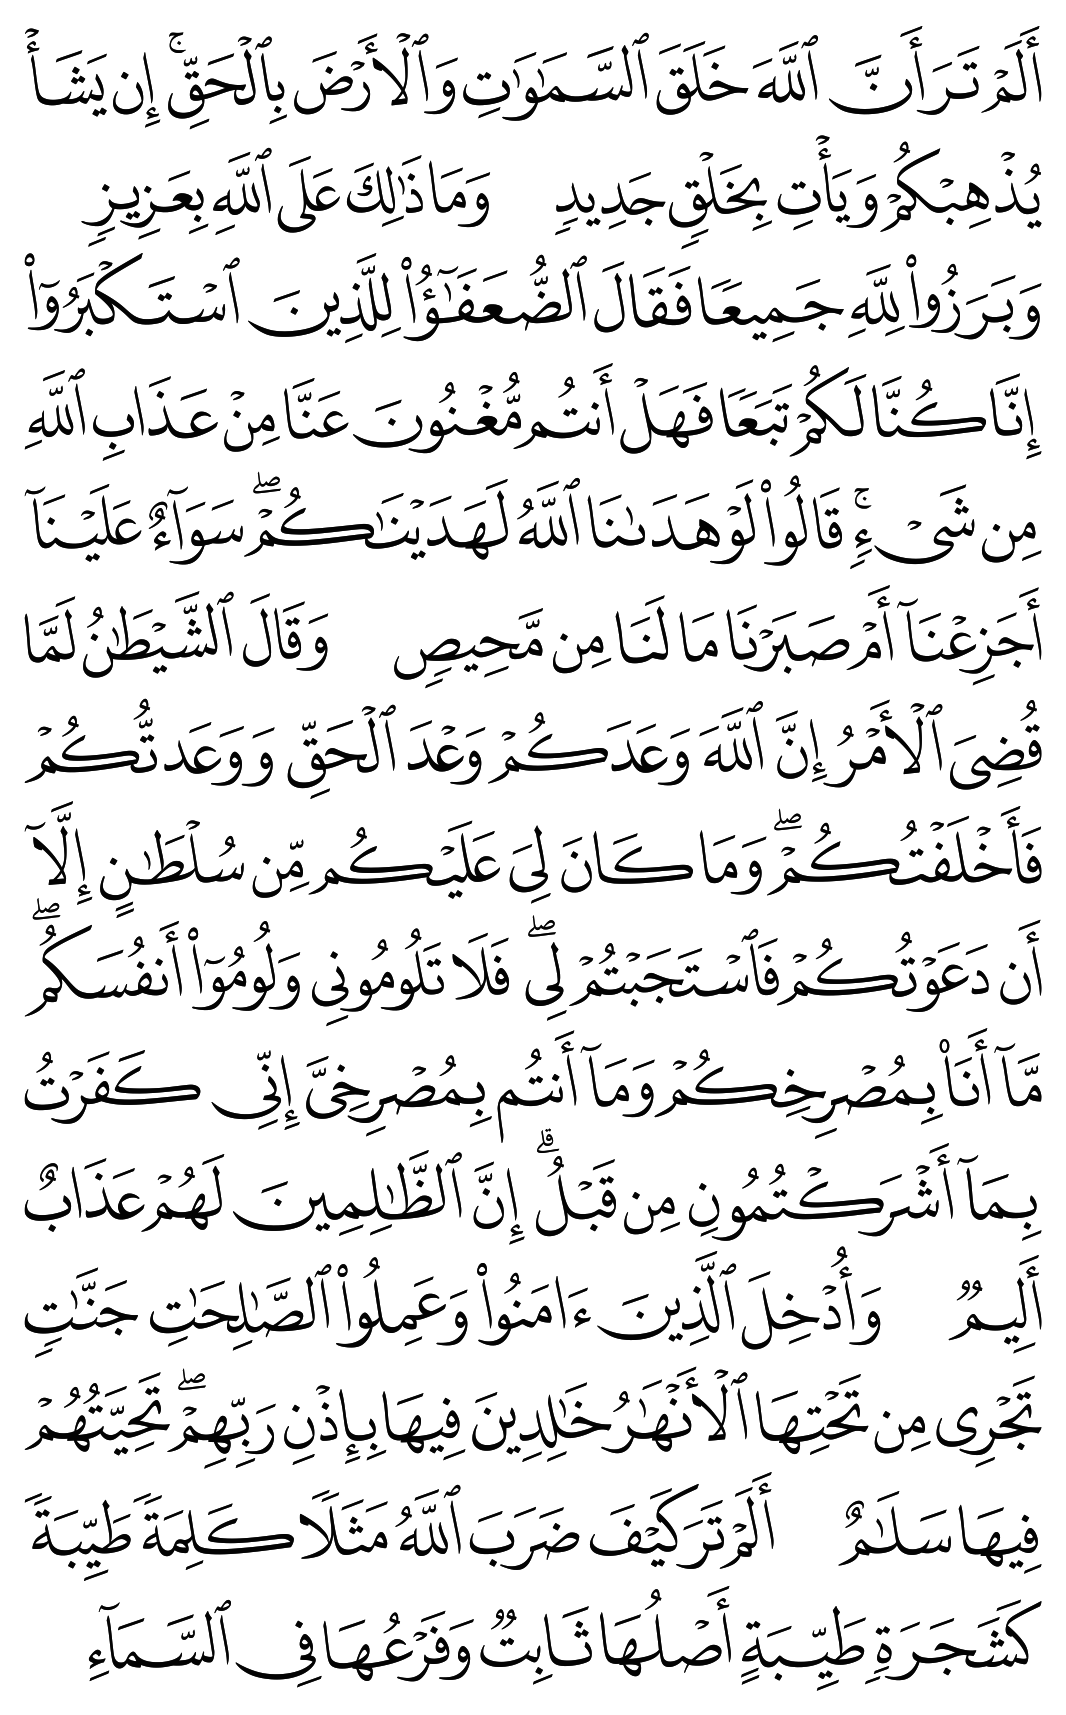 أَلَمْ تَرَ أَنَّ ٱللَّهَ خَلَقَ ٱلسَّمَٰوَٰتِ وَٱلْأَرْضَ بِٱلْحَقِّ ۚ إِن يَشَأْ
يُذْهِبْكُمْ وَيَأْتِ بِخَلْقٍ جَدِيدٍ وَمَا ذَٰلِكَ عَلَى ٱللَّهِ بِعَزِيزٍ
وَبَرَزُوا۟ لِلَّهِ جَمِيعًا فَقَالَ ٱلضُّعَفَٰٓؤُا۟ لِلَّذِينَ ٱسْتَكْبَرُوٓا۟
إِنَّا كُنَّا لَكُمْ تَبَعًا فَهَلْ أَنتُم مُّغْنُونَ عَنَّا مِنْ عَذَابِ ٱللَّهِ
مِن شَىْءٍ ۚ قَالُوا۟ لَوْ هَدَىٰنَا ٱللَّهُ لَهَدَيْنَٰكُمْ ۖ سَوَآءٌ عَلَيْنَآ
أَجَزِعْنَآ أَمْ صَبَرْنَا مَا لَنَا مِن مَّحِيصٍ وَقَالَ ٱلشَّيْطَٰنُ لَمَّا
قُضِىَ ٱلْأَمْرُ إِنَّ ٱللَّهَ وَعَدَكُمْ وَعْدَ ٱلْحَقِّ وَوَعَدتُّكُمْ
فَأَخْلَفْتُكُمْ ۖ وَمَا كَانَ لِىَ عَلَيْكُم مِّن سُلْطَٰنٍ إِلَّآ
أَن دَعَوْتُكُمْ فَٱسْتَجَبْتُمْ لِى ۖ فَلَا تَلُومُونِى وَلُومُوٓا۟ أَنفُسَكُم ۖ
مَّآ أَنَا۠ بِمُصْرِخِكُمْ وَمَآ أَنتُم بِمُصْرِخِىَّ إِنِّى كَفَرْتُ
بِمَآ أَشْرَكْتُمُونِ مِن قَبْلُ ۗ إِنَّ ٱلظَّٰلِمِينَ لَهُمْ عَذَابٌ
أَلِيمٌ وَأُدْخِلَ ٱلَّذِينَ ءَامَنُوا۟ وَعَمِلُوا۟ ٱلصَّٰلِحَٰتِ جَنَّٰتٍ
تَجْرِى مِن تَحْتِهَا ٱلْأَنْهَٰرُ خَٰلِدِينَ فِيهَا بِإِذْنِ رَبِّهِمْ ۖ تَحِيَّتُهُمْ
فِيهَا سَلَٰمٌ أَلَمْ تَرَ كَيْفَ ضَرَبَ ٱللَّهُ مَثَلًا كَلِمَةً طَيِّبَةً
كَشَجَرَةٍ طَيِّبَةٍ أَصْلُهَا ثَابِتٌ وَفَرْعُهَا فِى ٱلسَّمَآءِ